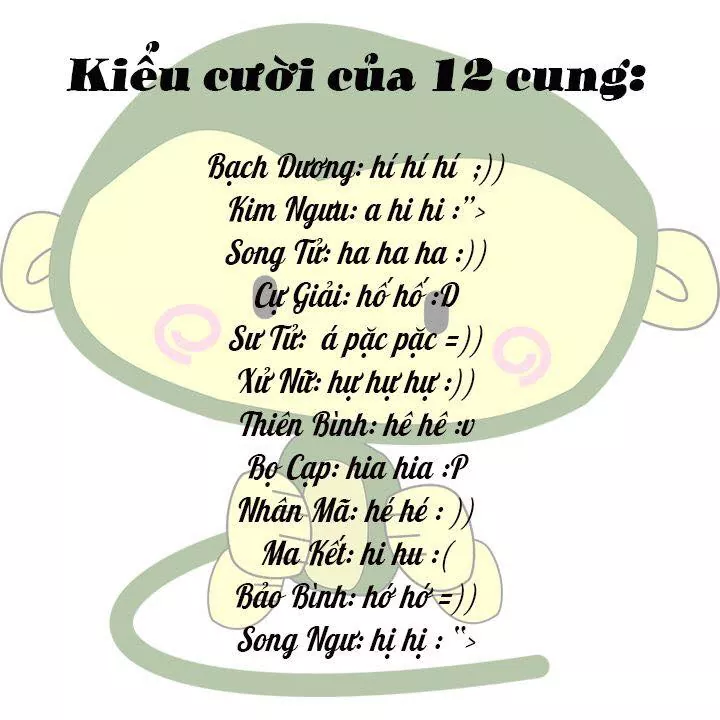 Kiểu cười của 12 cung:
Bạch Dương: hí hí hí ;))
Kim Ngưu: a hi hi :”>
Song Tử: ha ha ha :))
Cự Giải: hố hố :D
Sư Tử: á pặc pặc =))
Xử Nữ: hự hự hự :))
Thiên Bình: hê hê :v
Bọ Cạp: hia hia :P
Nhân Mã: hé hé : ))
Ma Kết: hi hu :(
Bảo Bình: hớ hớ =))
Song Ngư: hị hị : “>